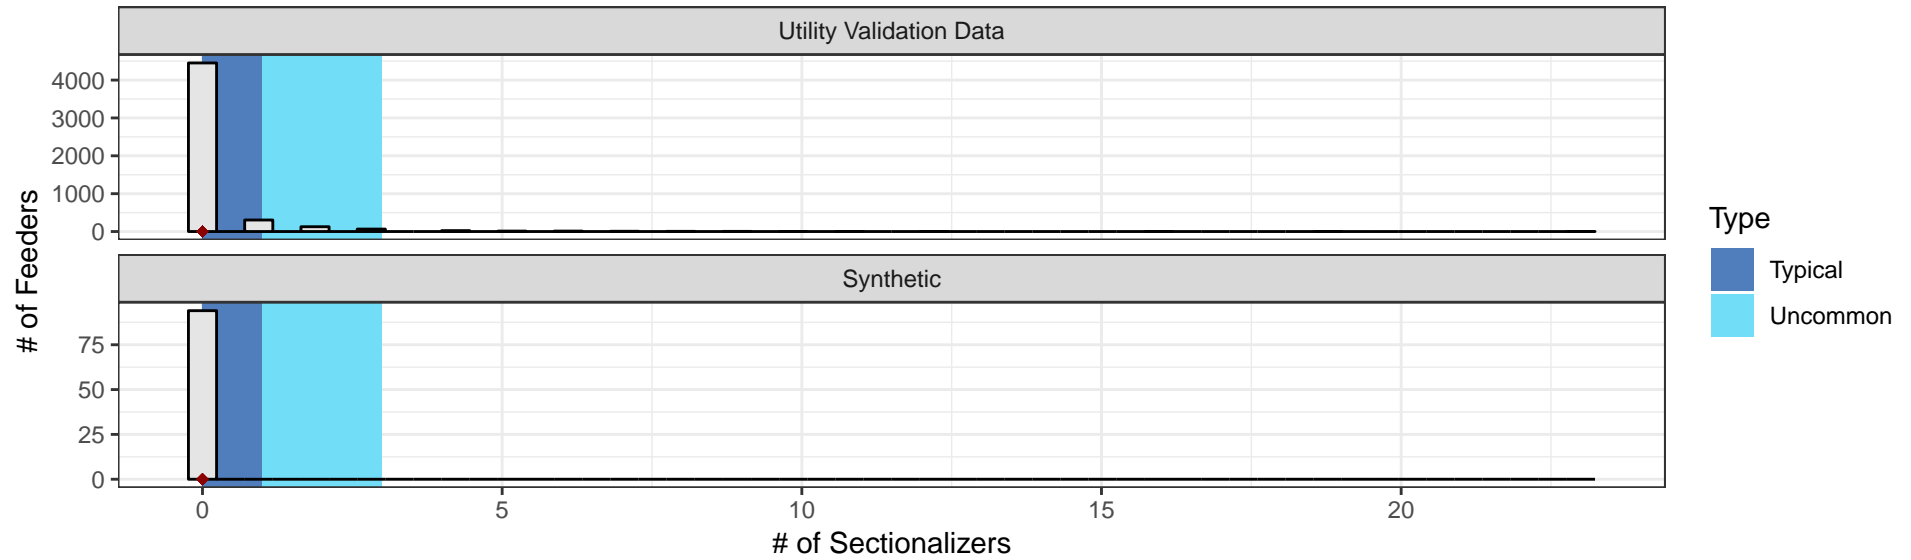 Utility Validation Data
4000
3000
2000
1000
0
Synthetic
75
50
25
0
0 5 10 15 20
# of Sectionalizers
# of Feeders
Type
Typical
Uncommon